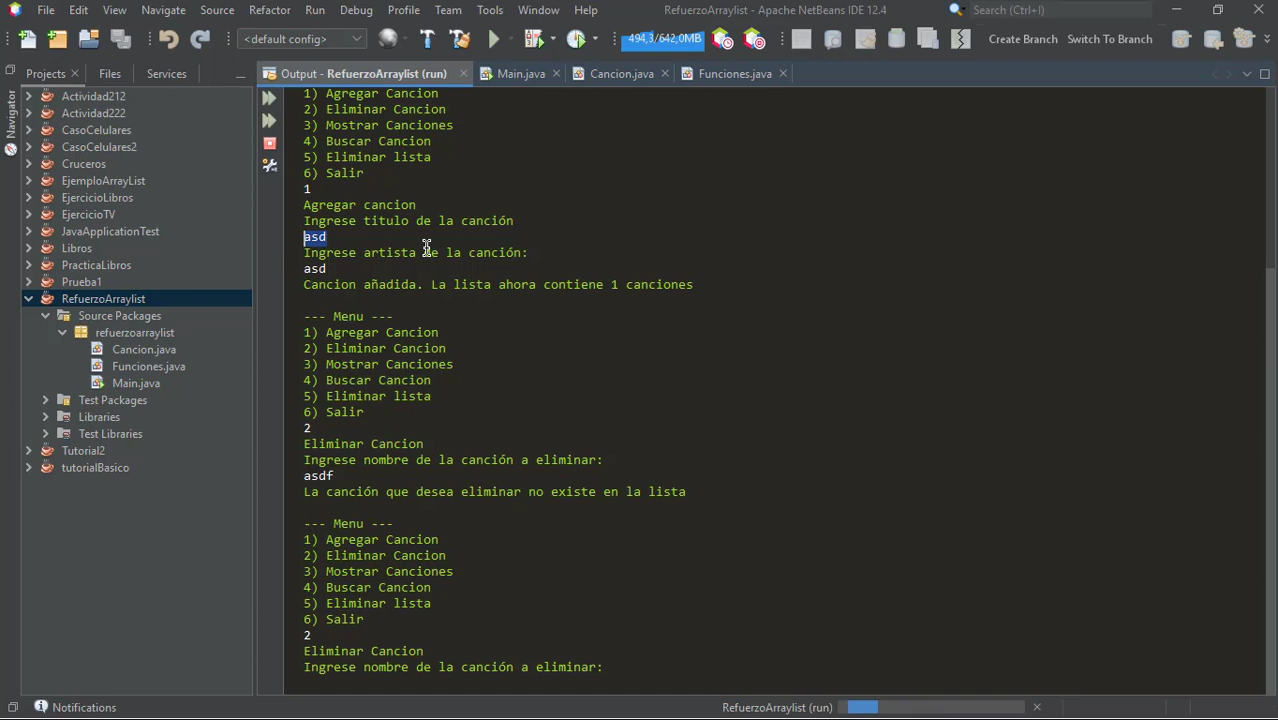 File Edit View Navigate Source Refactor Run Debug Profile Team Tools Window Help
RefuerzoArraylist - Apache NetBeans IDE 12.4
Search (Ctrl+I)
<default config>
494,3/642,0MB
Create Branch Switch To Branch
Projects Files Services
Output - RefuerzoArraylist (run) Main.java Cancion.java Funciones.java
Navigator
Actividad212
Actividad222
CasoCelulares
CasoCelulares2
Cruceros
EjemploArrayList
EjercicioLibros
EjercicioTV
JavaApplicationTest
Libros
PracticaLibros
Prueba1
RefuerzoArraylist
Source Packages
refuerzoarraylist
Cancion.java
Funciones.java
Main.java
Test Packages
Libraries
Test Libraries
Tutorial2
tutorialBasico
1) Agregar Cancion
2) Eliminar Cancion
3) Mostrar Canciones
4) Buscar Cancion
5) Eliminar lista
6) Salir
1
Agregar cancion
Ingrese titulo de la canción
asd
Ingrese artista de la canción:
asd
Cancion añadida. La lista ahora contiene 1 canciones
--- Menu ---
1) Agregar Cancion
2) Eliminar Cancion
3) Mostrar Canciones
4) Buscar Cancion
5) Eliminar lista
6) Salir
2
Eliminar Cancion
Ingrese nombre de la canción a eliminar:
asdf
La canción que desea eliminar no existe en la lista
--- Menu ---
1) Agregar Cancion
2) Eliminar Cancion
3) Mostrar Canciones
4) Buscar Cancion
5) Eliminar lista
6) Salir
2
Eliminar Cancion
Ingrese nombre de la canción a eliminar:
Notifications
RefuerzoArraylist (run)